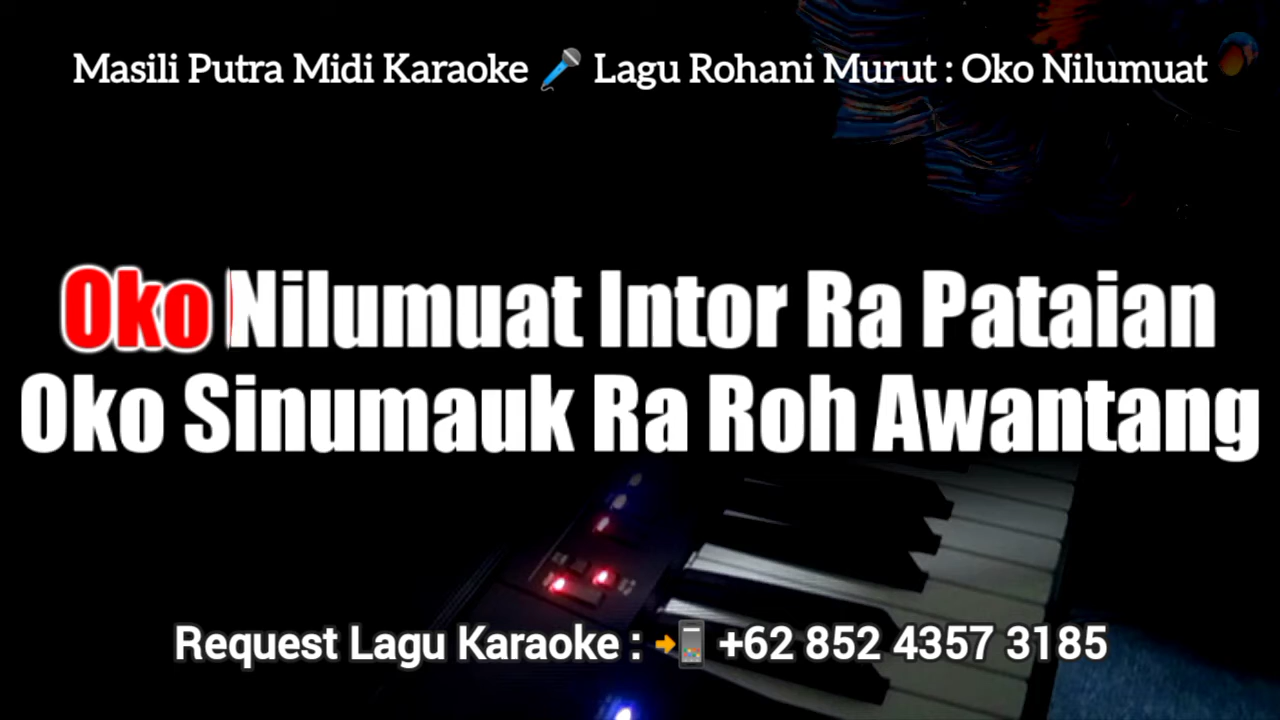 Masili Putra Midi Karaoke 🎤 Lagu Rohani Murut : Oko Nilumuat
Oko Nilumuat Intor Ra Pataian
Oko Sinumauk Ra Roh Awantang
Request Lagu Karaoke : 📲 +62 852 4357 3185